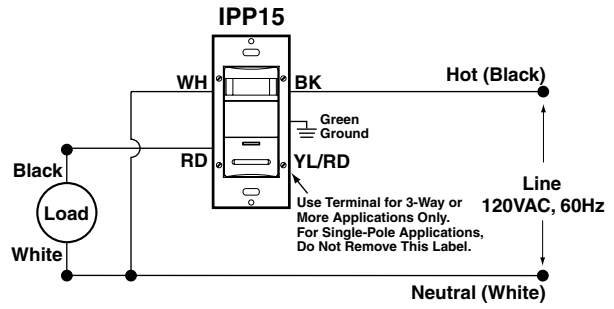 IPP15
WH
BK
Hot (Black)
Green
Ground
RD
YL/RD
Black
Load
White
Use Terminal for 3-Way or
More Applications Only.
For Single-Pole Applications,
Do Not Remove This Label.
Line
120VAC, 60Hz
Neutral (White)